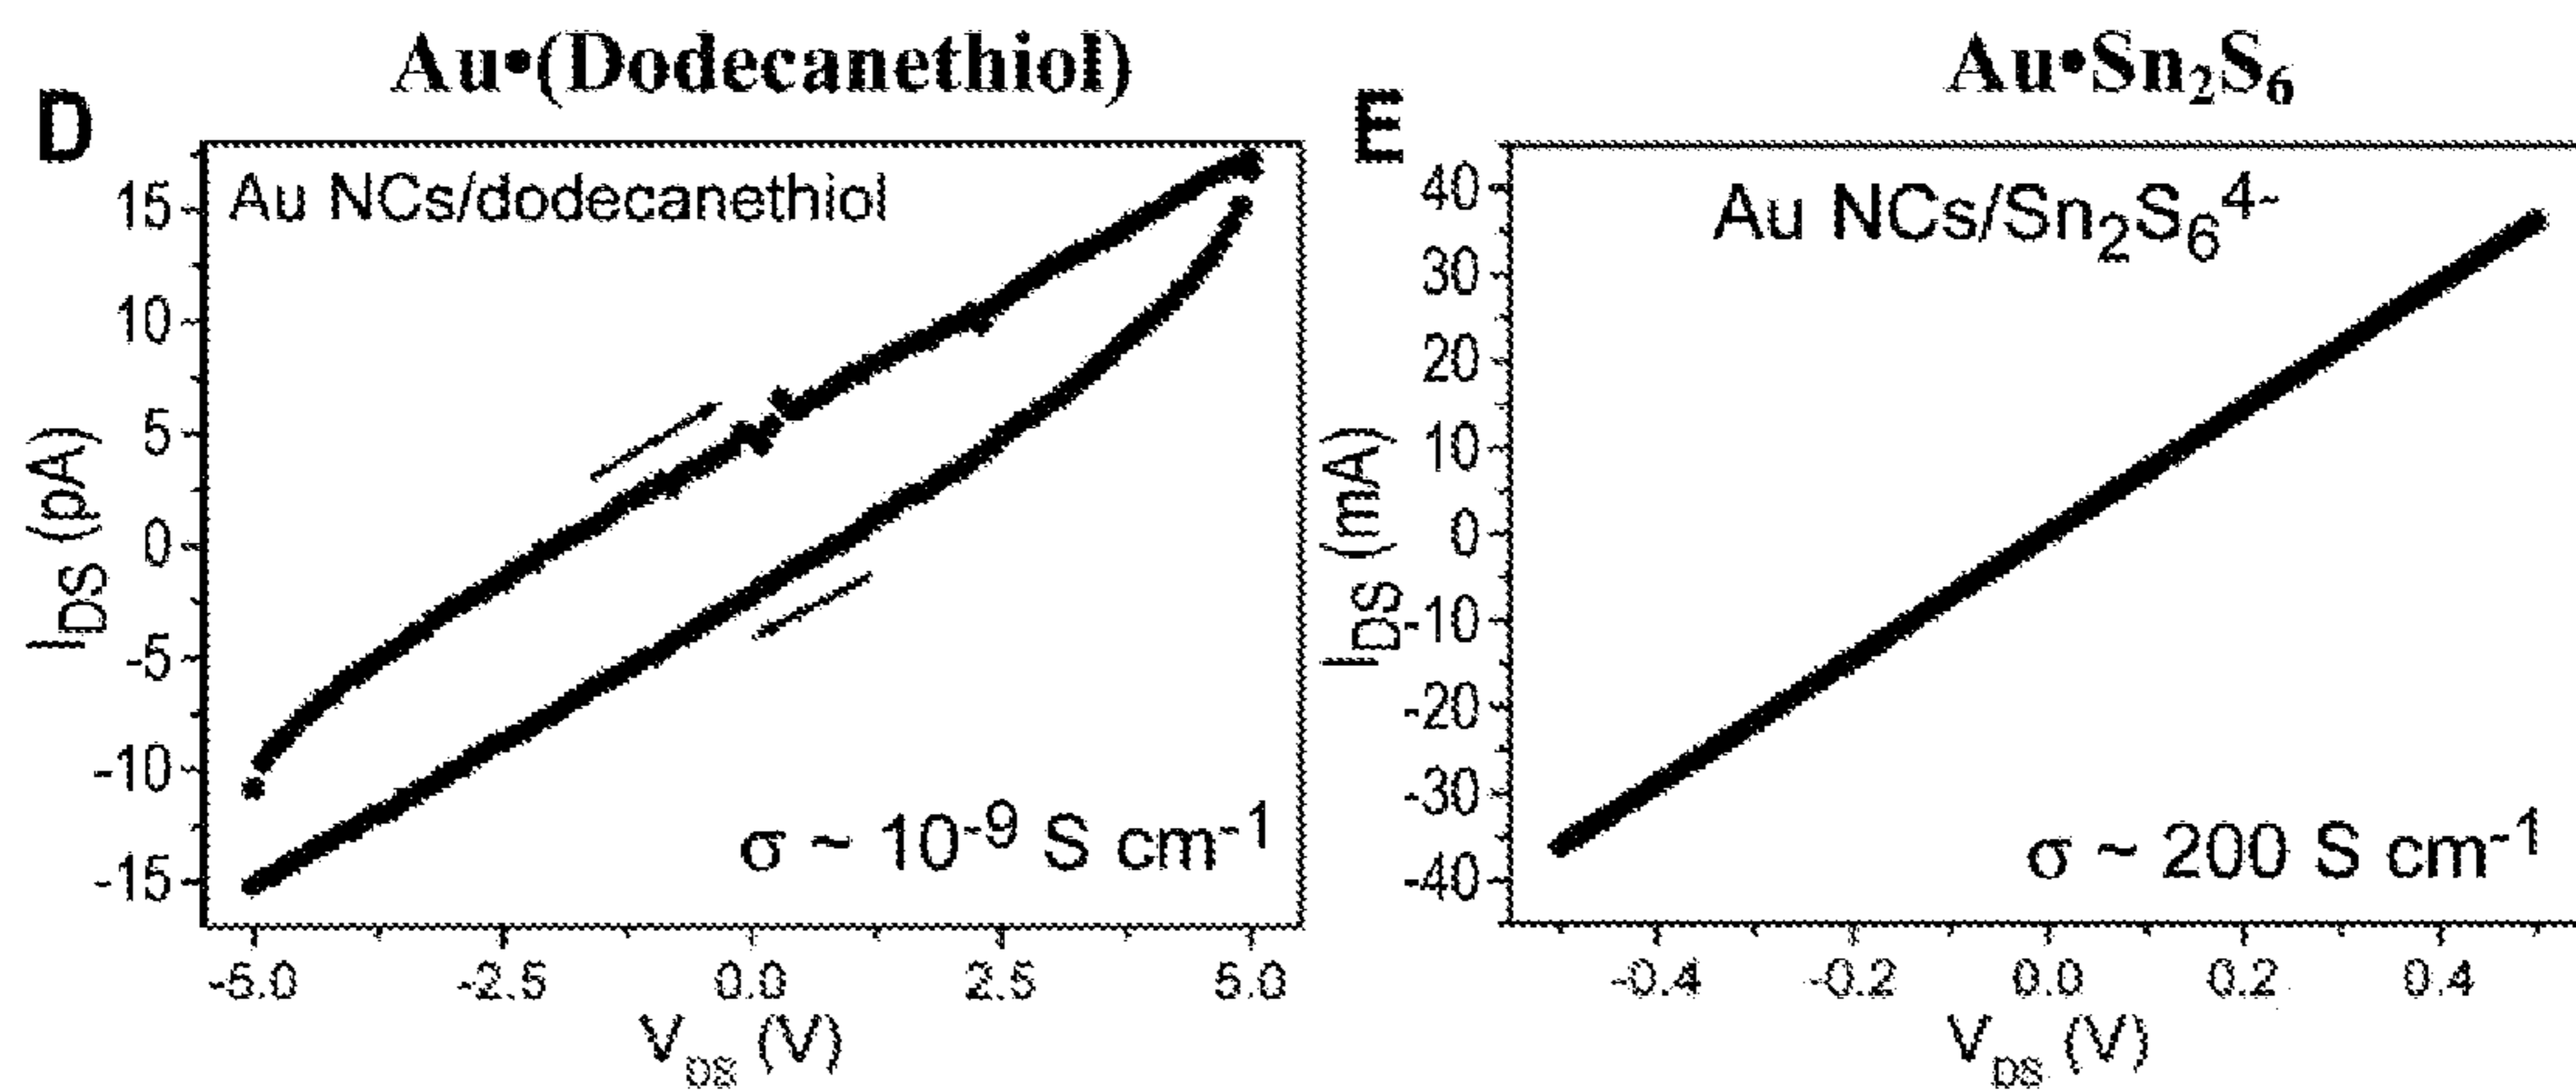 Au•(Dodecanethiol)
D
Au NCs/dodecanethiol
15
10
5
0
-5
-10
-15
I_DS (pA)
σ ~ 10⁻⁹ S cm⁻¹
-5.0 -2.5 0.0 2.5 5.0
V_DS (V)
Au•Sn₂S₆
E
Au NCs/Sn₂S₆⁴⁻
40
30
20
10
0
-10
-20
-30
-40
I_DS (mA)
σ ~ 200 S cm⁻¹
-0.4 -0.2 0.0 0.2 0.4
V_DS (V)